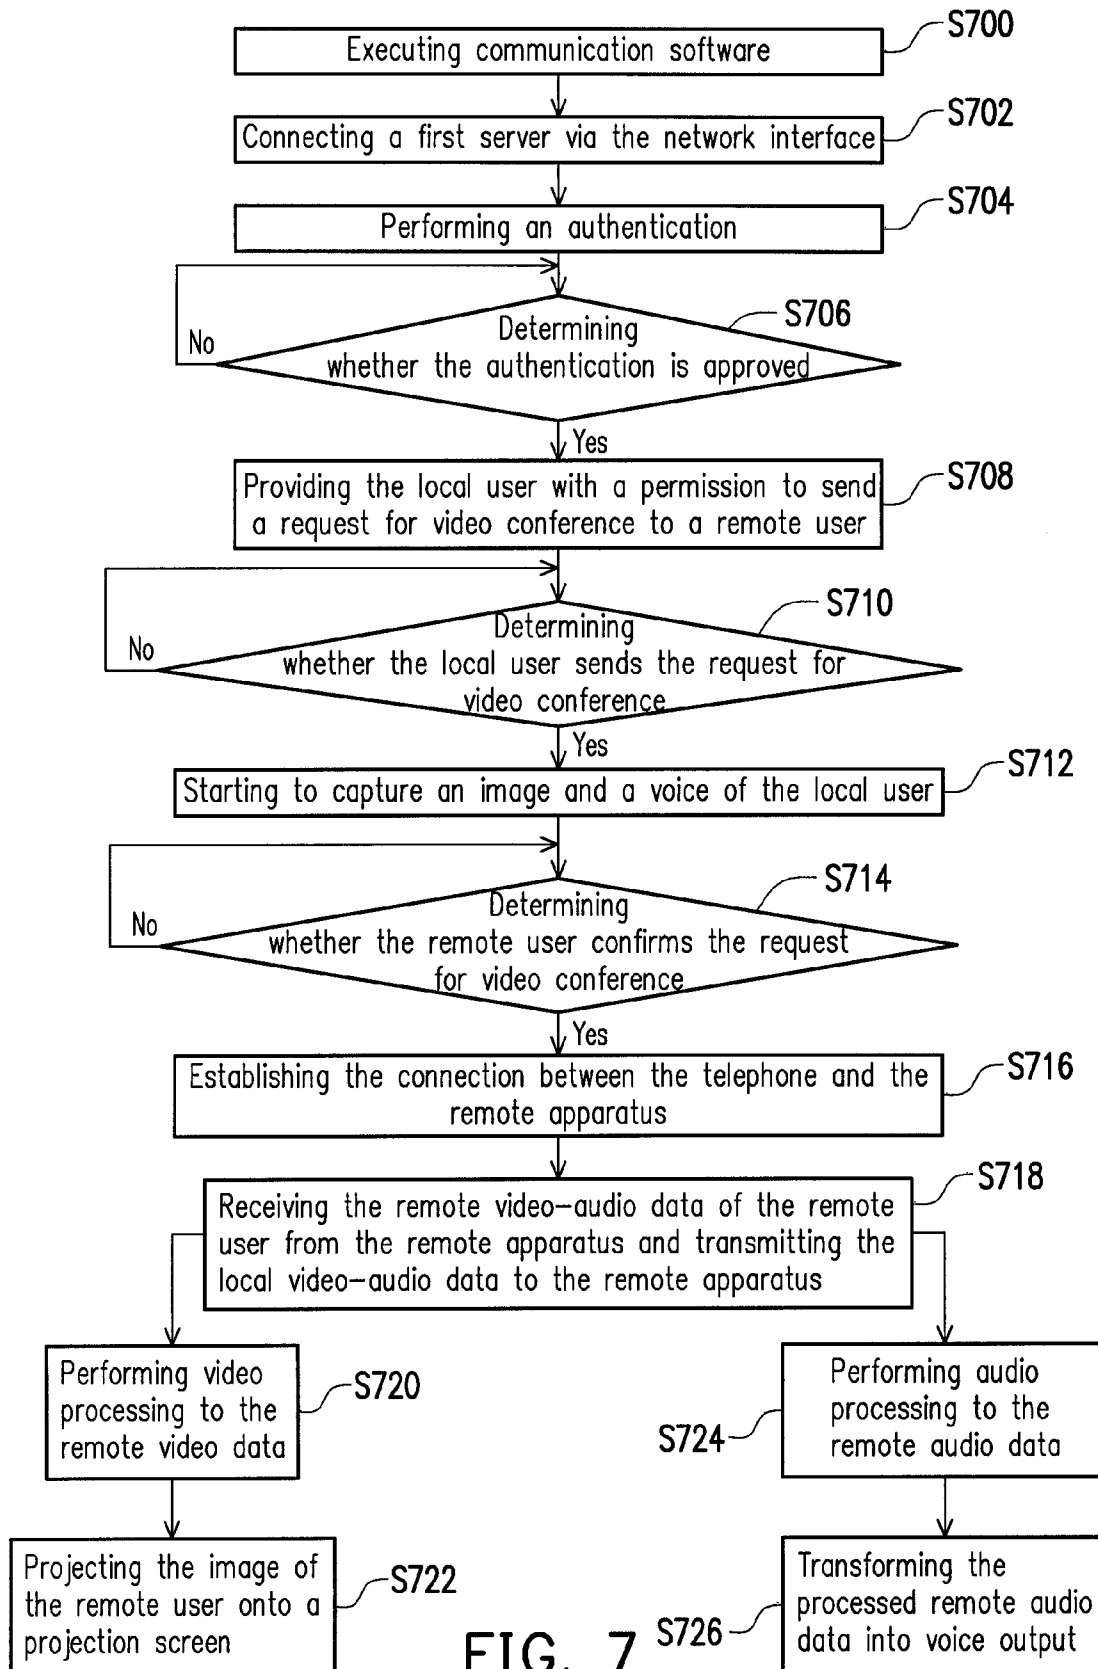 Executing communication software
S700
Connecting a first server via the network interface
S702
Performing an authentication
S704
Determining
whether the authentication is approved
S706
No
Yes
Providing the local user with a permission to send
a request for video conference to a remote user
S708
Determining
whether the local user sends the request for
video conference
S710
No
Yes
Starting to capture an image and a voice of the local user
S712
Determining
whether the remote user confirms the request
for video conference
S714
No
Yes
Establishing the connection between the telephone and the
remote apparatus
S716
Receiving the remote video-audio data of the remote
user from the remote apparatus and transmitting the
local video-audio data to the remote apparatus
S718
Performing video
processing to the
remote video data
S720
Performing audio
processing to the
remote audio data
S724
Projecting the image of
the remote user onto a
projection screen
S722
Transforming the
processed remote audio
data into voice output
S726
FIG. 7